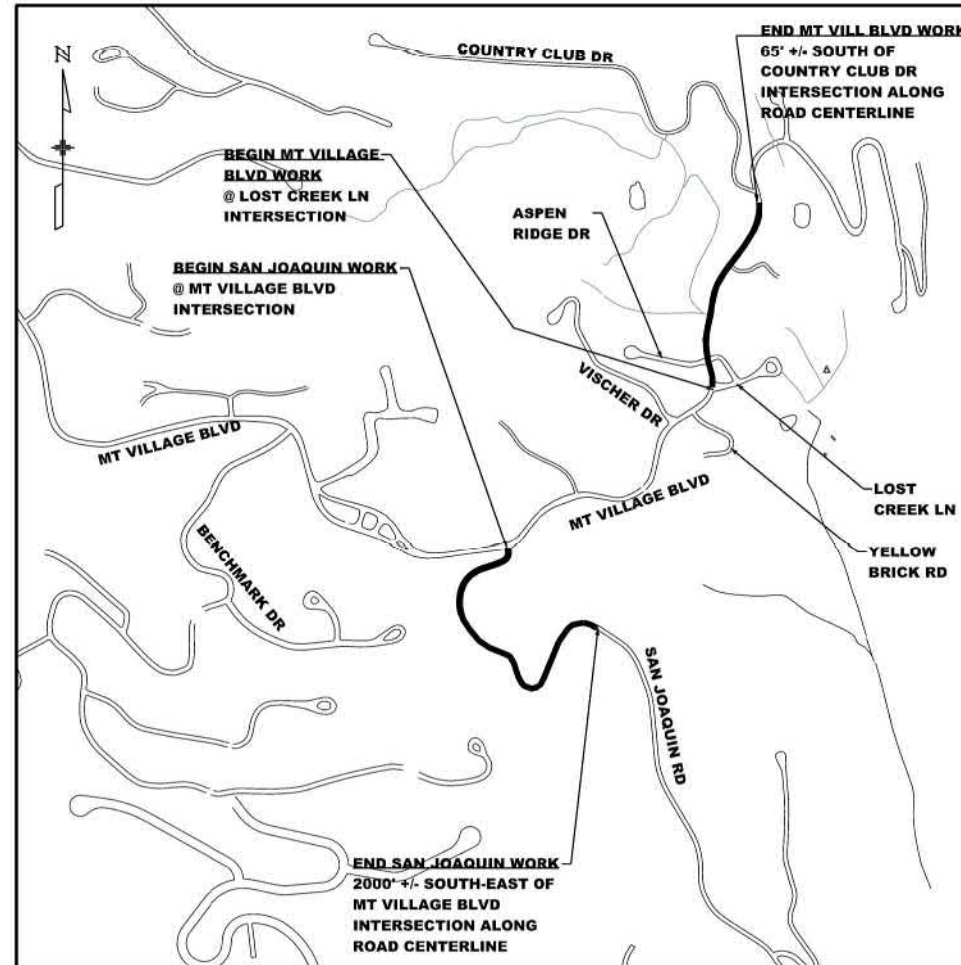 END MT VILL BLVD WORK
65' +/- SOUTH OF
COUNTRY CLUB DR
INTERSECTION ALONG
ROAD CENTERLINE
COUNTRY CLUB DR
N
BEGIN MT VILLAGE
BLVD WORK
@ LOST CREEK LN
INTERSECTION
ASPEN
RIDGE DR
BEGIN SAN JOAQUIN WORK
@ MT VILLAGE BLVD
INTERSECTION
VISCHER DR
MT VILLAGE BLVD
MT VILLAGE BLVD
LOST
CREEK LN
YELLOW
BRICK RD
BENCHMARK DR
SAN JOAQUIN RD
END SAN JOAQUIN WORK
2000' +/- SOUTH-EAST OF
MT VILLAGE BLVD
INTERSECTION ALONG
ROAD CENTERLINE